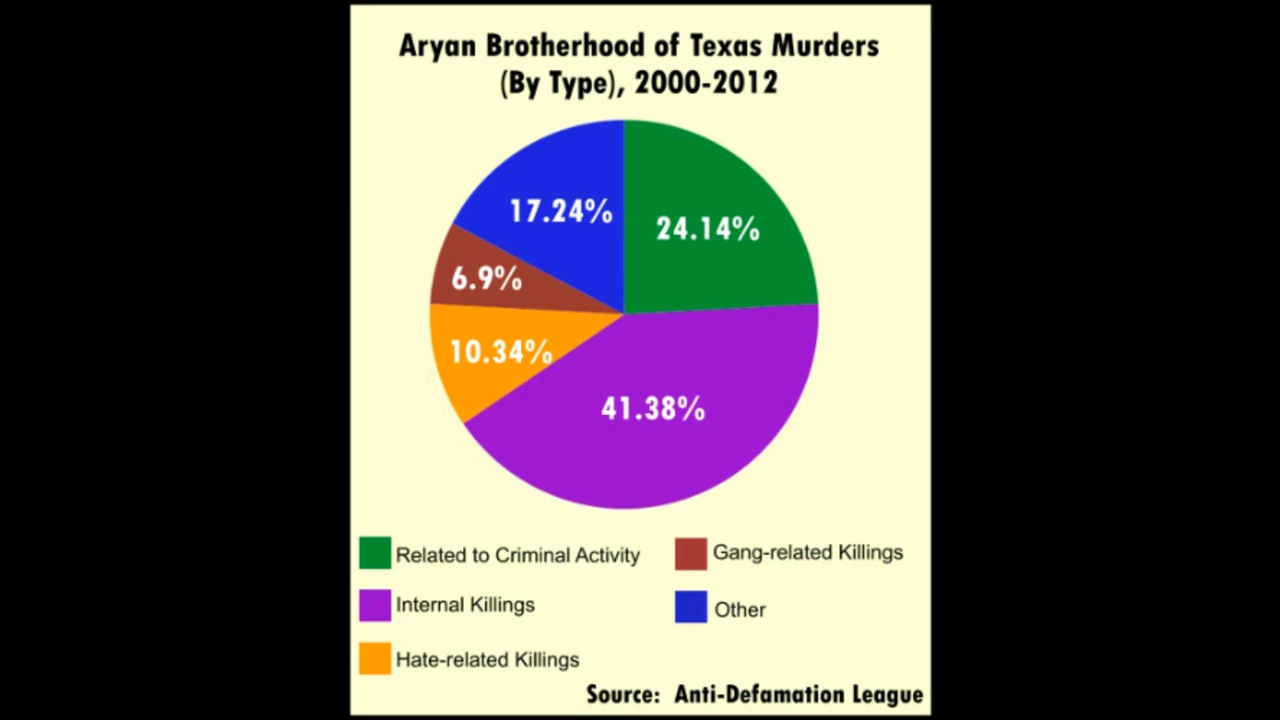 Aryan Brotherhood of Texas Murders
(By Type), 2000-2012
17.24%
24.14%
6.9%
10.34%
41.38%
Related to Criminal Activity
Gang-related Killings
Internal Killings
Other
Hate-related Killings
Source: Anti-Defamation League